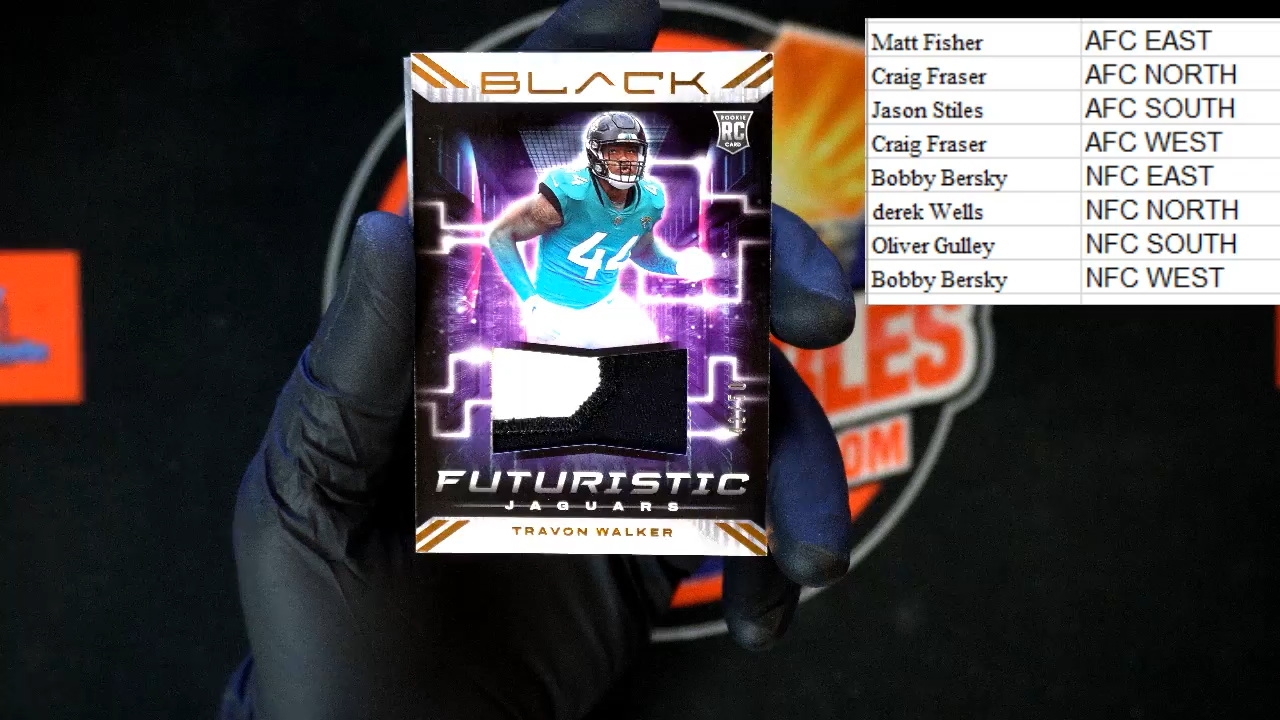 BLACK
ROOKIE
RC
CARD
44
FUTURISTIC
JAGUARS
TRAVON WALKER
Matt Fisher AFC EAST
Craig Fraser AFC NORTH
Jason Stiles AFC SOUTH
Craig Fraser AFC WEST
Bobby Bersky NFC EAST
derek Wells NFC NORTH
Oliver Gulley NFC SOUTH
Bobby Bersky NFC WEST